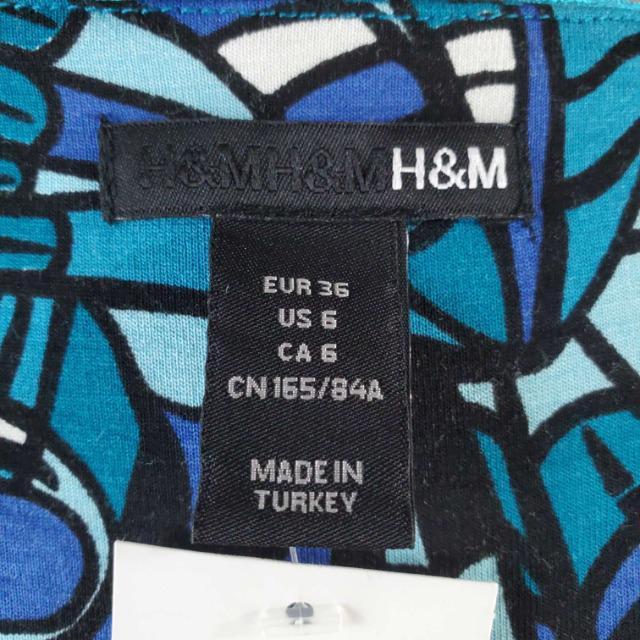 H&MH&MH&M
EUR 36
US 6
CA 6
CN 165/84A
MADE IN
TURKEY